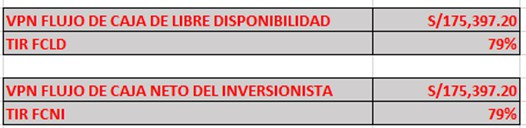 VPN FLUJO DE CAJA DE LIBRE DISPONIBILIDAD S/175,397.20
TIR FCLD 79%
VPN FLUJO DE CAJA NETO DEL INVERSIONISTA S/175,397.20
TIR FCNI 79%